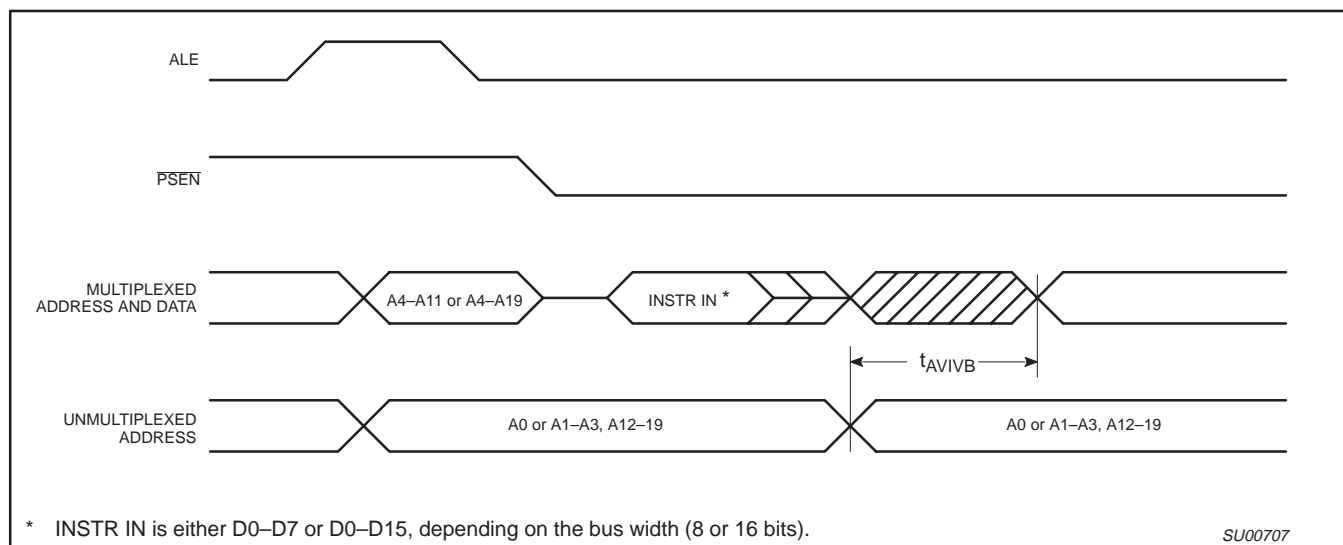 ALE
PSEN
MULTIPLEXED
ADDRESS AND DATA
A4–A11 or A4–A19
INSTR IN *
tAVIVB
UNMULTIPLEXED
ADDRESS
A0 or A1–A3, A12–19
A0 or A1–A3, A12–19
* INSTR IN is either D0–D7 or D0–D15, depending on the bus width (8 or 16 bits).
SU00707